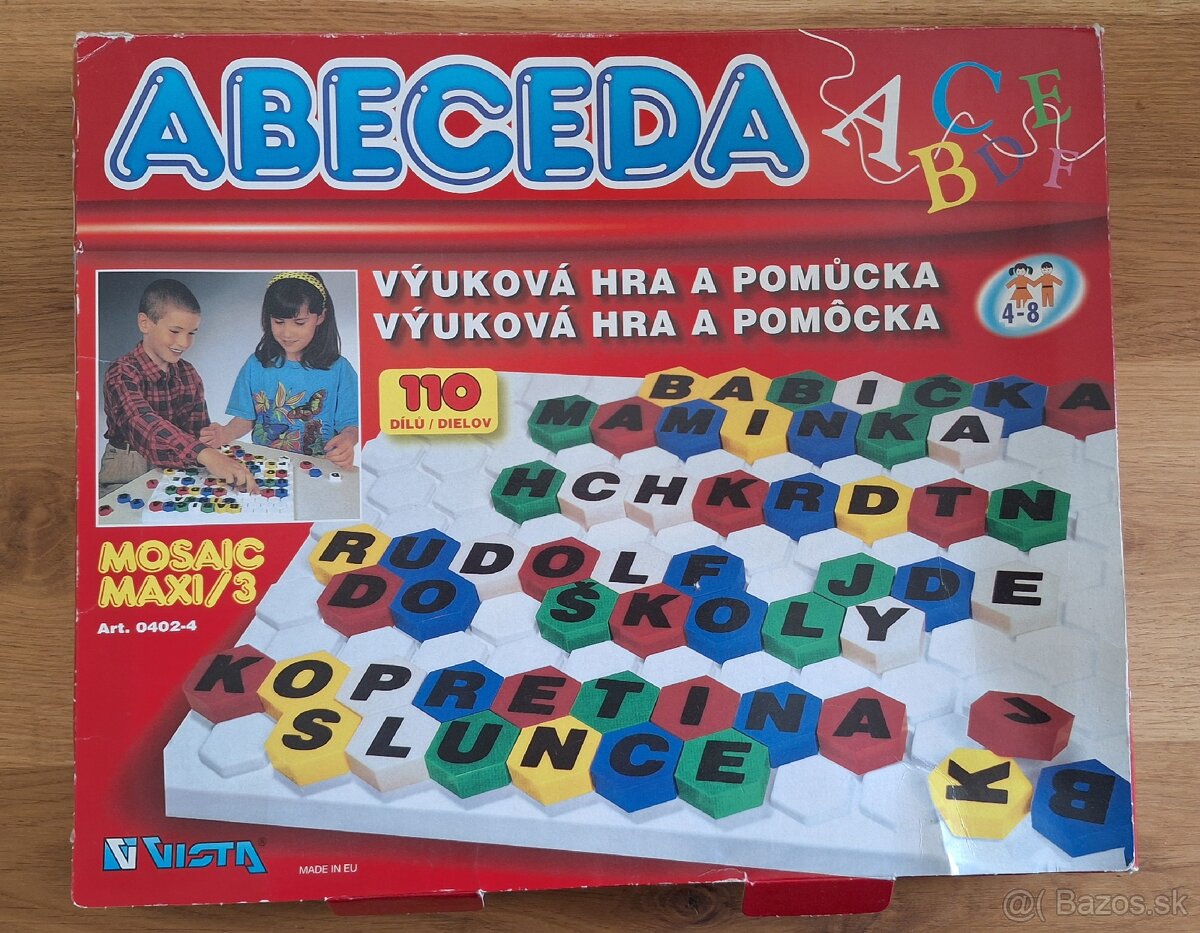 ABECEDA
A B C D E F
VÝUKOVÁ HRA A POMŮCKA
VÝUKOVÁ HRA A POMÔCKA
4-8
110
DÍLŮ / DIELOV
BABIČKA
MAMINKA
HCHKRDTN
RUDOLF JDE
DO ŠKOLY
KOPRETINA
SLUNCE
V
K B
MOSAIC
MAXI/3
Art. 0402-4
VISTA®
MADE IN EU
@( Bazos.sk